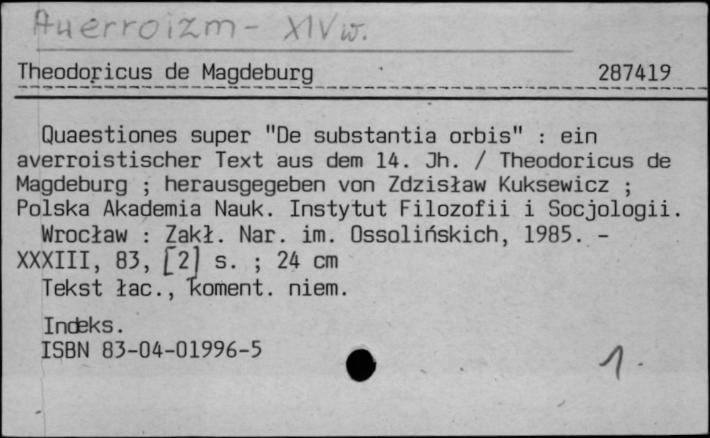 Auerroizm - XIV w.
Theodoricus de Magdeburg 287419
Quaestiones super "De substantia orbis" : ein
averroistischer Text aus dem 14. Jh. / Theodoricus de
Magdeburg ; herausgegeben von Zdzisław Kuksewicz ;
Polska Akademia Nauk. Instytut Filozofii i Socjologii.
Wrocław : Zakł. Nar. im. Ossolińskich, 1985. -
XXXIII, 83, [2] s. ; 24 cm
Tekst łac., koment. niem.
Indeks.
ISBN 83-04-01996-5
1.